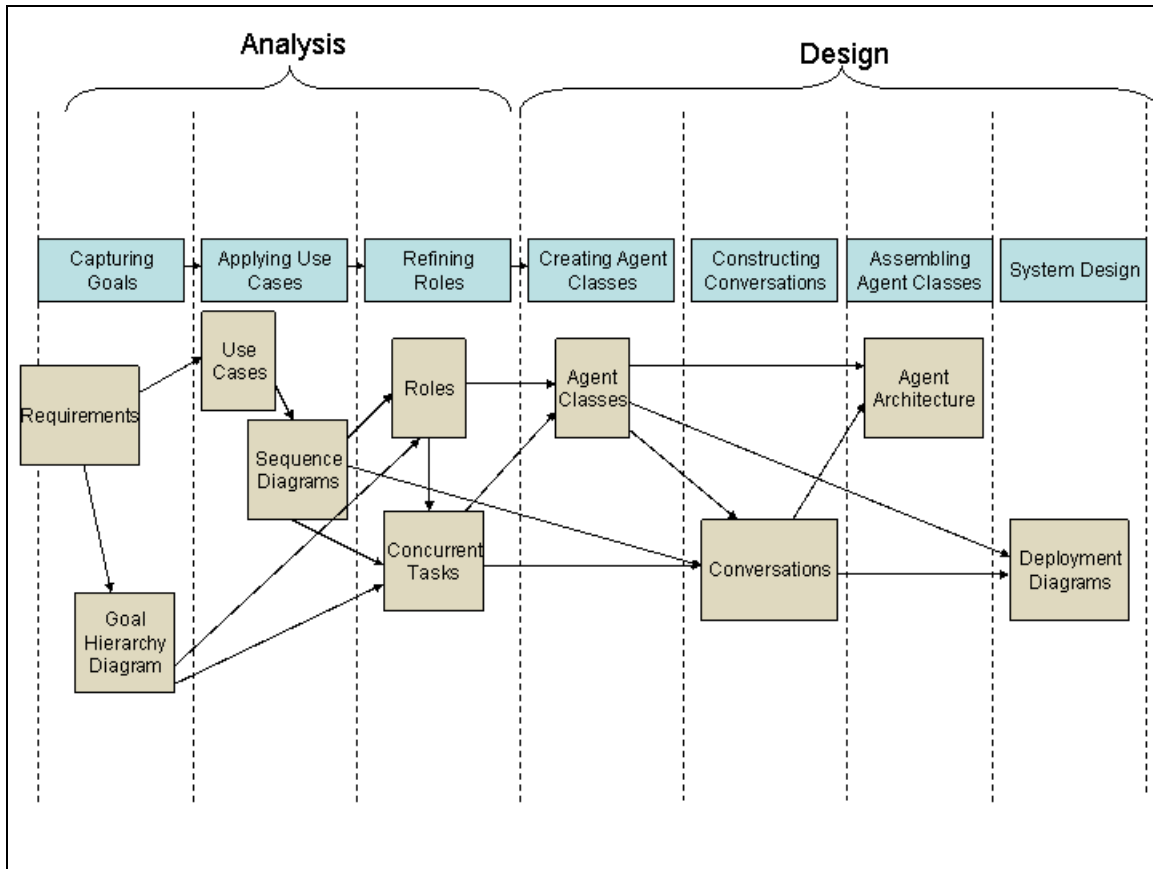 Analysis
Design
Capturing
Goals
Applying Use
Cases
Refining
Roles
Creating Agent
Classes
Constructing
Conversations
Assembling
Agent Classes
System Design
Requirements
Use
Cases
Sequence
Diagrams
Goal
Hierarchy
Diagram
Roles
Concurrent
Tasks
Agent
Classes
Conversations
Agent
Architecture
Deployment
Diagrams